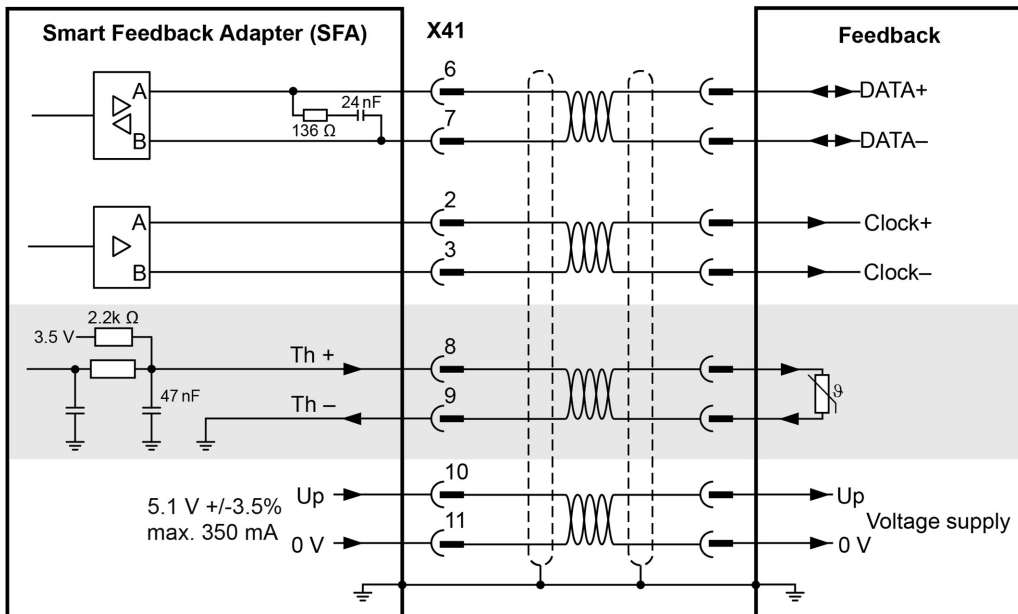 Smart Feedback Adapter (SFA)
X41
Feedback
A
B
136 Ω
24 nF
6
7
DATA+
DATA–
A
B
2
3
Clock+
Clock–
2.2k Ω
3.5 V
47 nF
Th +
Th –
8
9
ϑ
5.1 V +/-3.5%
max. 350 mA
Up
0 V
10
11
Up
0 V
Voltage supply